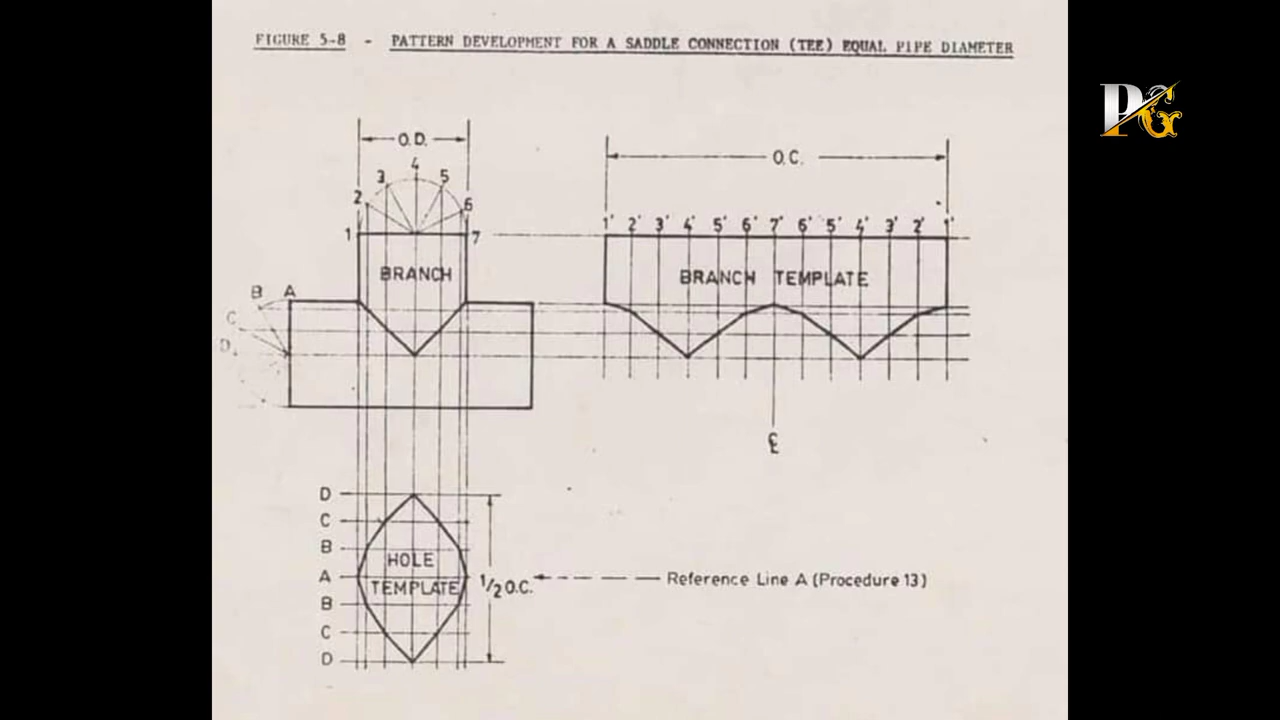 FIGURE 5-8 - PATTERN DEVELOPMENT FOR A SADDLE CONNECTION (TEE) EQUAL PIPE DIAMETER
PG
O.D.
O.C.
4
3 5
2 6
1 7
1' 2' 3' 4' 5' 6' 7' 6' 5' 4' 3' 2' 1'
BRANCH
BRANCH TEMPLATE
B A
C
D
℄
D
C
B
HOLE
A
TEMPLATE
1/2 O.C.
Reference Line A (Procedure 13)
B
C
D